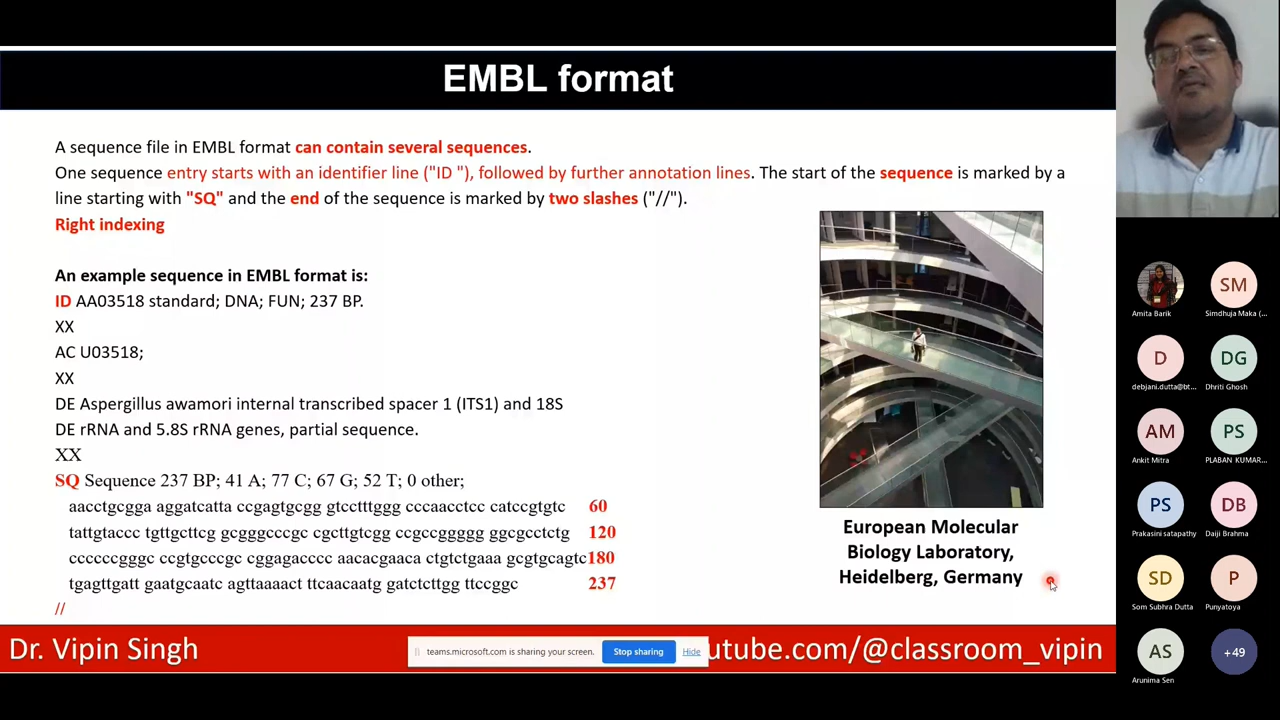 EMBL format
A sequence file in EMBL format can contain several sequences.
One sequence entry starts with an identifier line ("ID "), followed by further annotation lines. The start of the sequence is marked by a
line starting with "SQ" and the end of the sequence is marked by two slashes ("//").
Right indexing
An example sequence in EMBL format is:
ID AA03518 standard; DNA; FUN; 237 BP.
XX
AC U03518;
XX
DE Aspergillus awamori internal transcribed spacer 1 (ITS1) and 18S
DE rRNA and 5.8S rRNA genes, partial sequence.
XX
SQ Sequence 237 BP; 41 A; 77 C; 67 G; 52 T; 0 other;
aacctgcgga aggatcatta ccgagtgcgg gtcctttggg cccaacctcc catccgtgtc 60
tattgtaccc tgttgcttcg gcgggcccgc cgcttgtcgg ccgccggggg ggcgcctctg 120
ccccccgggc ccgtgcccgc cggagacccc aacacgaaca ctgtctgaaa gcgtgcagtc180
tgagttgatt gaatgcaatc agttaaaact ttcaacaatg gatctcttgg ttccggc 237
//
European Molecular
Biology Laboratory,
Heidelberg, Germany
Dr. Vipin Singh
teams.microsoft.com is sharing your screen. Stop sharing Hide
utube.com/@classroom_vipin
Amita Barik
SM
Simdhuja Maka (...
D
debjani.dutta@bt...
DG
Dhriti Ghosh
AM
Ankit Mitra
PS
PLABAN KUMAR...
PS
Prakasini satapathy
DB
Daiji Brahma
SD
Som Subhra Dutta
P
Punyatoya
AS
Arunima Sen
+49